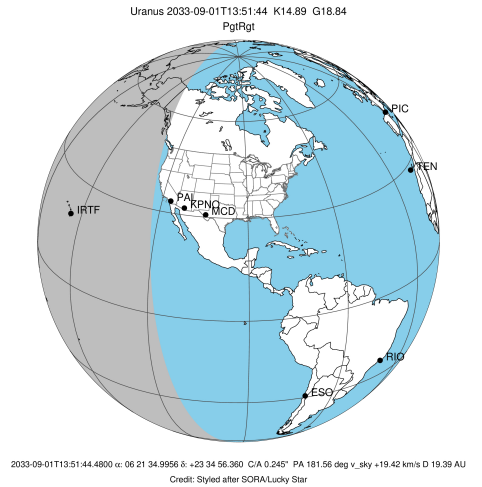 Uranus 2033-09-01T13:51:44  K14.89  G18.84
PgtRgt
PIC
TEN
PAL
KPNO
IRTF
MCD
RIO
ESO
2033-09-01T13:51:44.4800 α: 06 21 34.9956 δ: +23 34 56.360  C/A 0.245"  PA 181.56 deg v_sky +19.42 km/s D 19.39 AU
Credit: Styled after SORA/Lucky Star